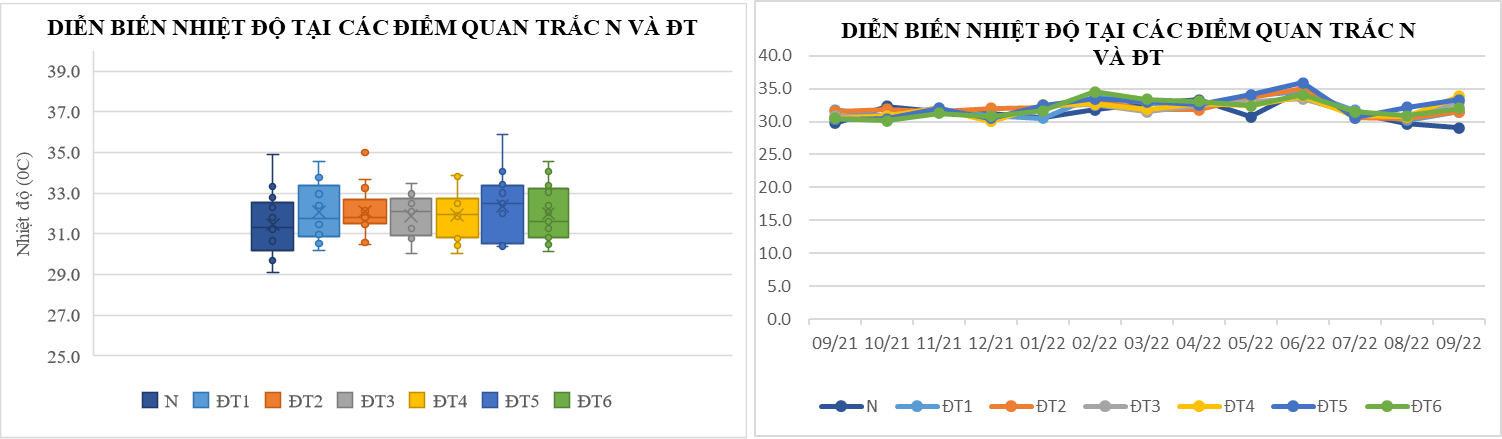 DIỄN BIẾN NHIỆT ĐỘ TẠI CÁC ĐIỂM QUAN TRẮC N VÀ ĐT
Nhiệt độ (0C)
39.0
37.0
35.0
33.0
31.0
29.0
27.0
25.0
N ĐT1 ĐT2 ĐT3 ĐT4 ĐT5 ĐT6
DIỄN BIẾN NHIỆT ĐỘ TẠI CÁC ĐIỂM QUAN TRẮC N
VÀ ĐT
40.0
35.0
30.0
25.0
20.0
15.0
10.0
5.0
0.0
09/21 10/21 11/21 12/21 01/22 02/22 03/22 04/22 05/22 06/22 07/22 08/22 09/22
N ĐT1 ĐT2 ĐT3 ĐT4 ĐT5 ĐT6